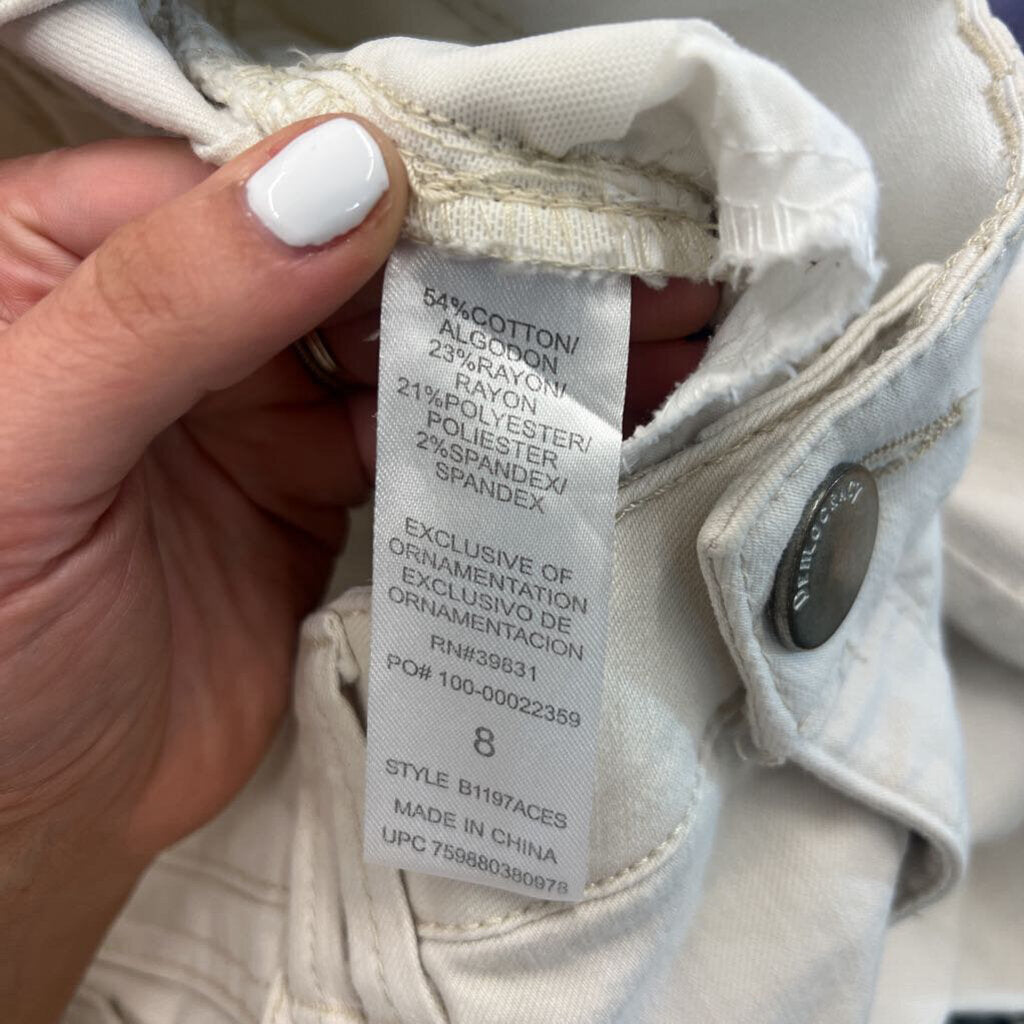 54%COTTON/
ALGODON
23%RAYON/
RAYON
21%POLYESTER/
POLIESTER
2%SPANDEX/
SPANDEX
EXCLUSIVE OF
ORNAMENTATION
EXCLUSIVO DE
ORNAMENTACION
RN#39831
PO# 100-00022359
8
STYLE B1197ACES
MADE IN CHINA
UPC 759880380978
DEMOCRACY